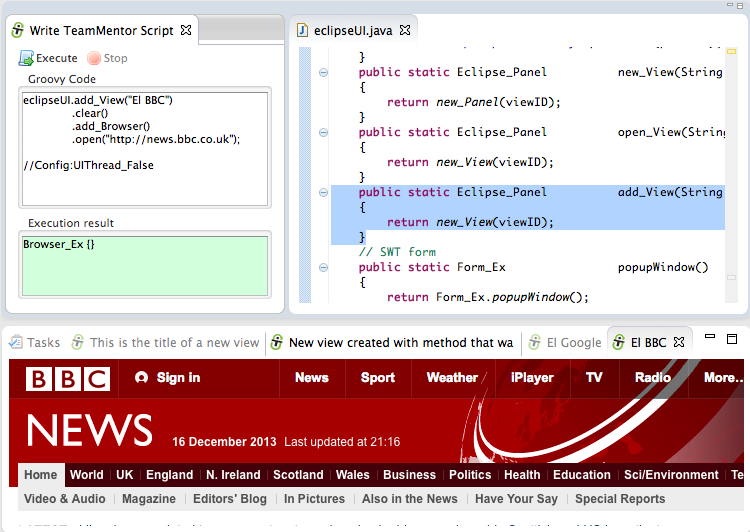 Write TeamMentor Script
Execute Stop
Groovy Code
eclipseUI.add_View("El BBC")
.clear()
.add_Browser()
.open("http://news.bbc.co.uk");
//Config:UIThread_False
Execution result
Browser_Ex {}
eclipseUI.java
}
public static Eclipse_Panel new_View(String
{
return new_Panel(viewID);
}
public static Eclipse_Panel open_View(String
{
return new_View(viewID);
}
public static Eclipse_Panel add_View(String
{
return new_View(viewID);
}
// SWT form
public static Form_Ex popupWindow()
{
return Form_Ex.popupWindow();
Tasks This is the title of a new view New view created with method that wa El Google El BBC
BBC Sign in News Sport Weather iPlayer TV Radio More...
NEWS 16 December 2013 Last updated at 21:16
Home World UK England N. Ireland Scotland Wales Business Politics Health Education Sci/Environment Te
Video & Audio Magazine Editors' Blog In Pictures Also in the News Have Your Say Special Reports